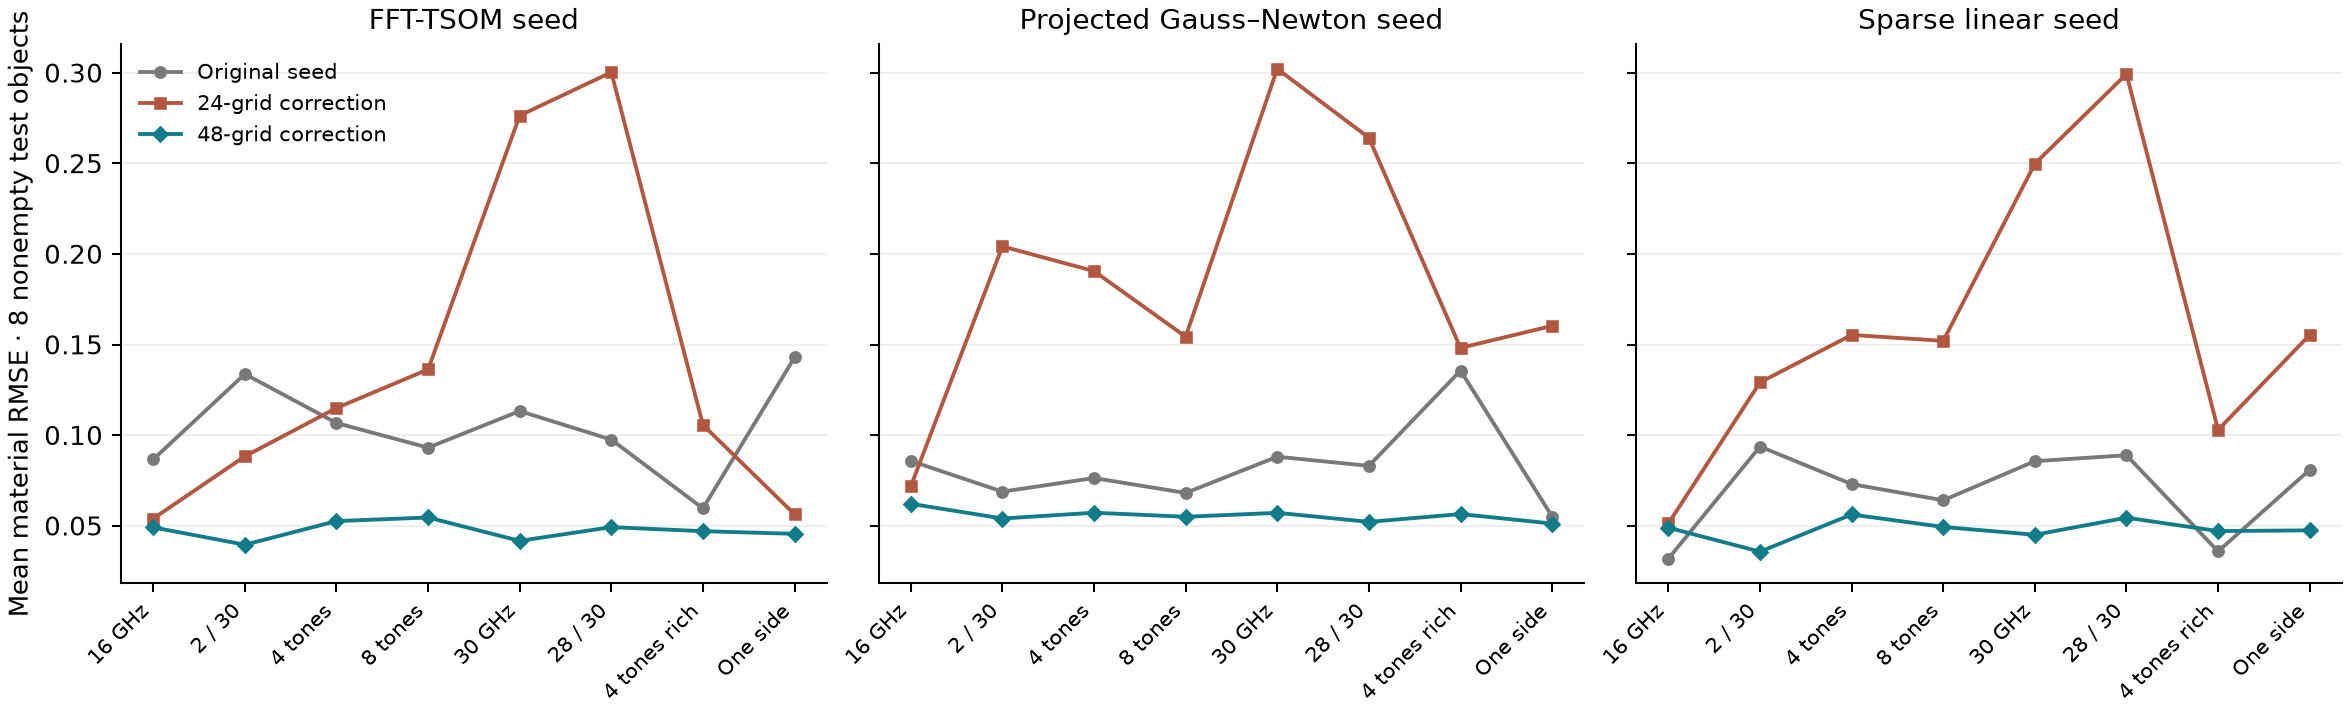 FFT-TSOM seed
Projected Gauss–Newton seed
Sparse linear seed
Mean material RMSE · 8 nonempty test objects
0.30
0.25
0.20
0.15
0.10
0.05
Original seed
24-grid correction
48-grid correction
16 GHz
2 / 30
4 tones
8 tones
30 GHz
28 / 30
4 tones rich
One side
16 GHz
2 / 30
4 tones
8 tones
30 GHz
28 / 30
4 tones rich
One side
16 GHz
2 / 30
4 tones
8 tones
30 GHz
28 / 30
4 tones rich
One side